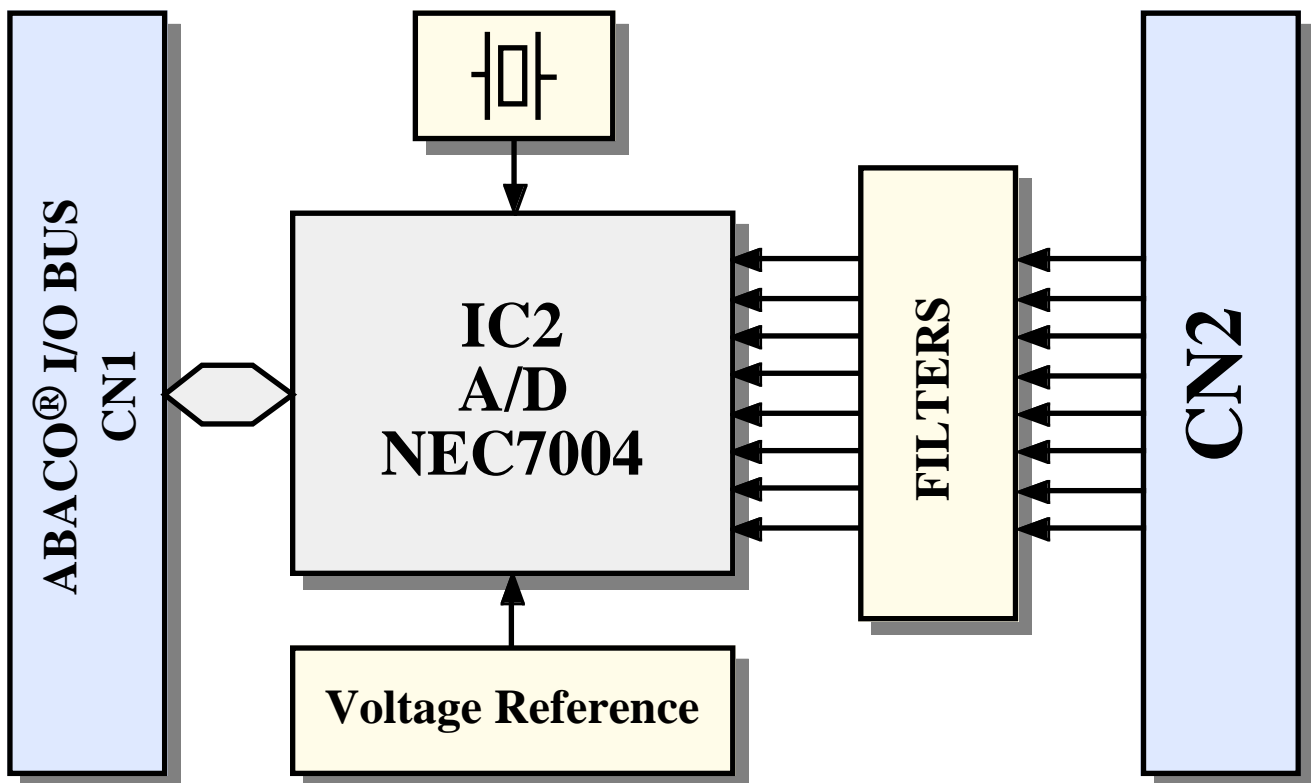 ABACO® I/O BUS
CN1
IC2
A/D
NEC7004
Voltage Reference
FILTERS
CN2